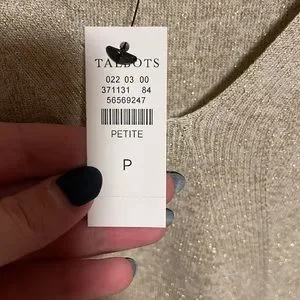 TALBOTS
022 03 00
371131 84
56569247
PETITE
P